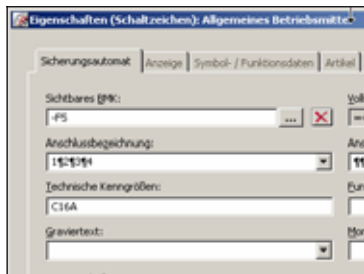 Eigenschaften (Schaltzeichen): Allgemeines Betriebsmittel
Sicherungsautomat Anzeige Symbol- / Funktionsdaten Artikel
Sichtbares BMK:
-F5
...
Anschlussbezeichnung:
1¶2¶3¶4
Technische Kenngrößen:
C16A
Graviertext: